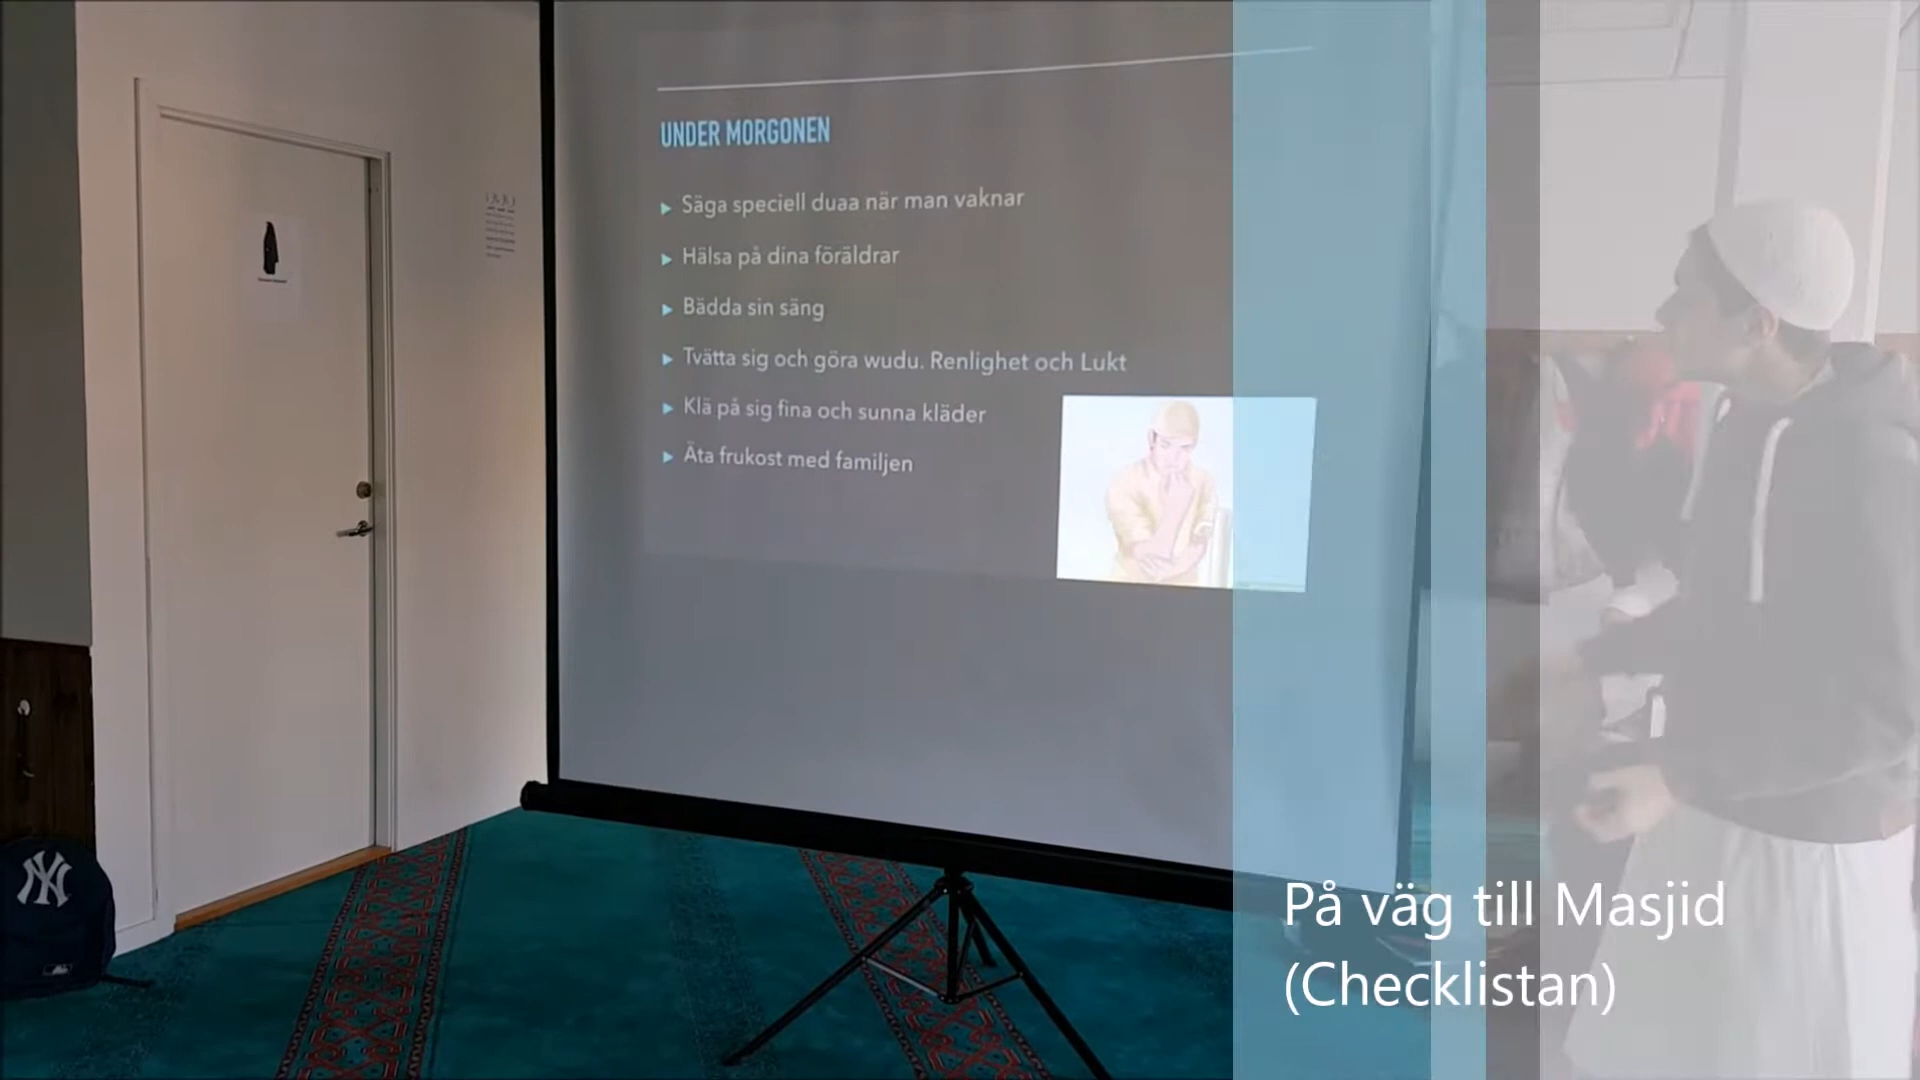 UNDER MORGONEN
Säga speciell duaa när man vaknar
Hälsa på dina föräldrar
Bädda sin säng
Tvätta sig och göra wudu. Renlighet och Lukt
Klä på sig fina och sunna kläder
Äta frukost med familjen
NY
På väg till Masjid
(Checklistan)